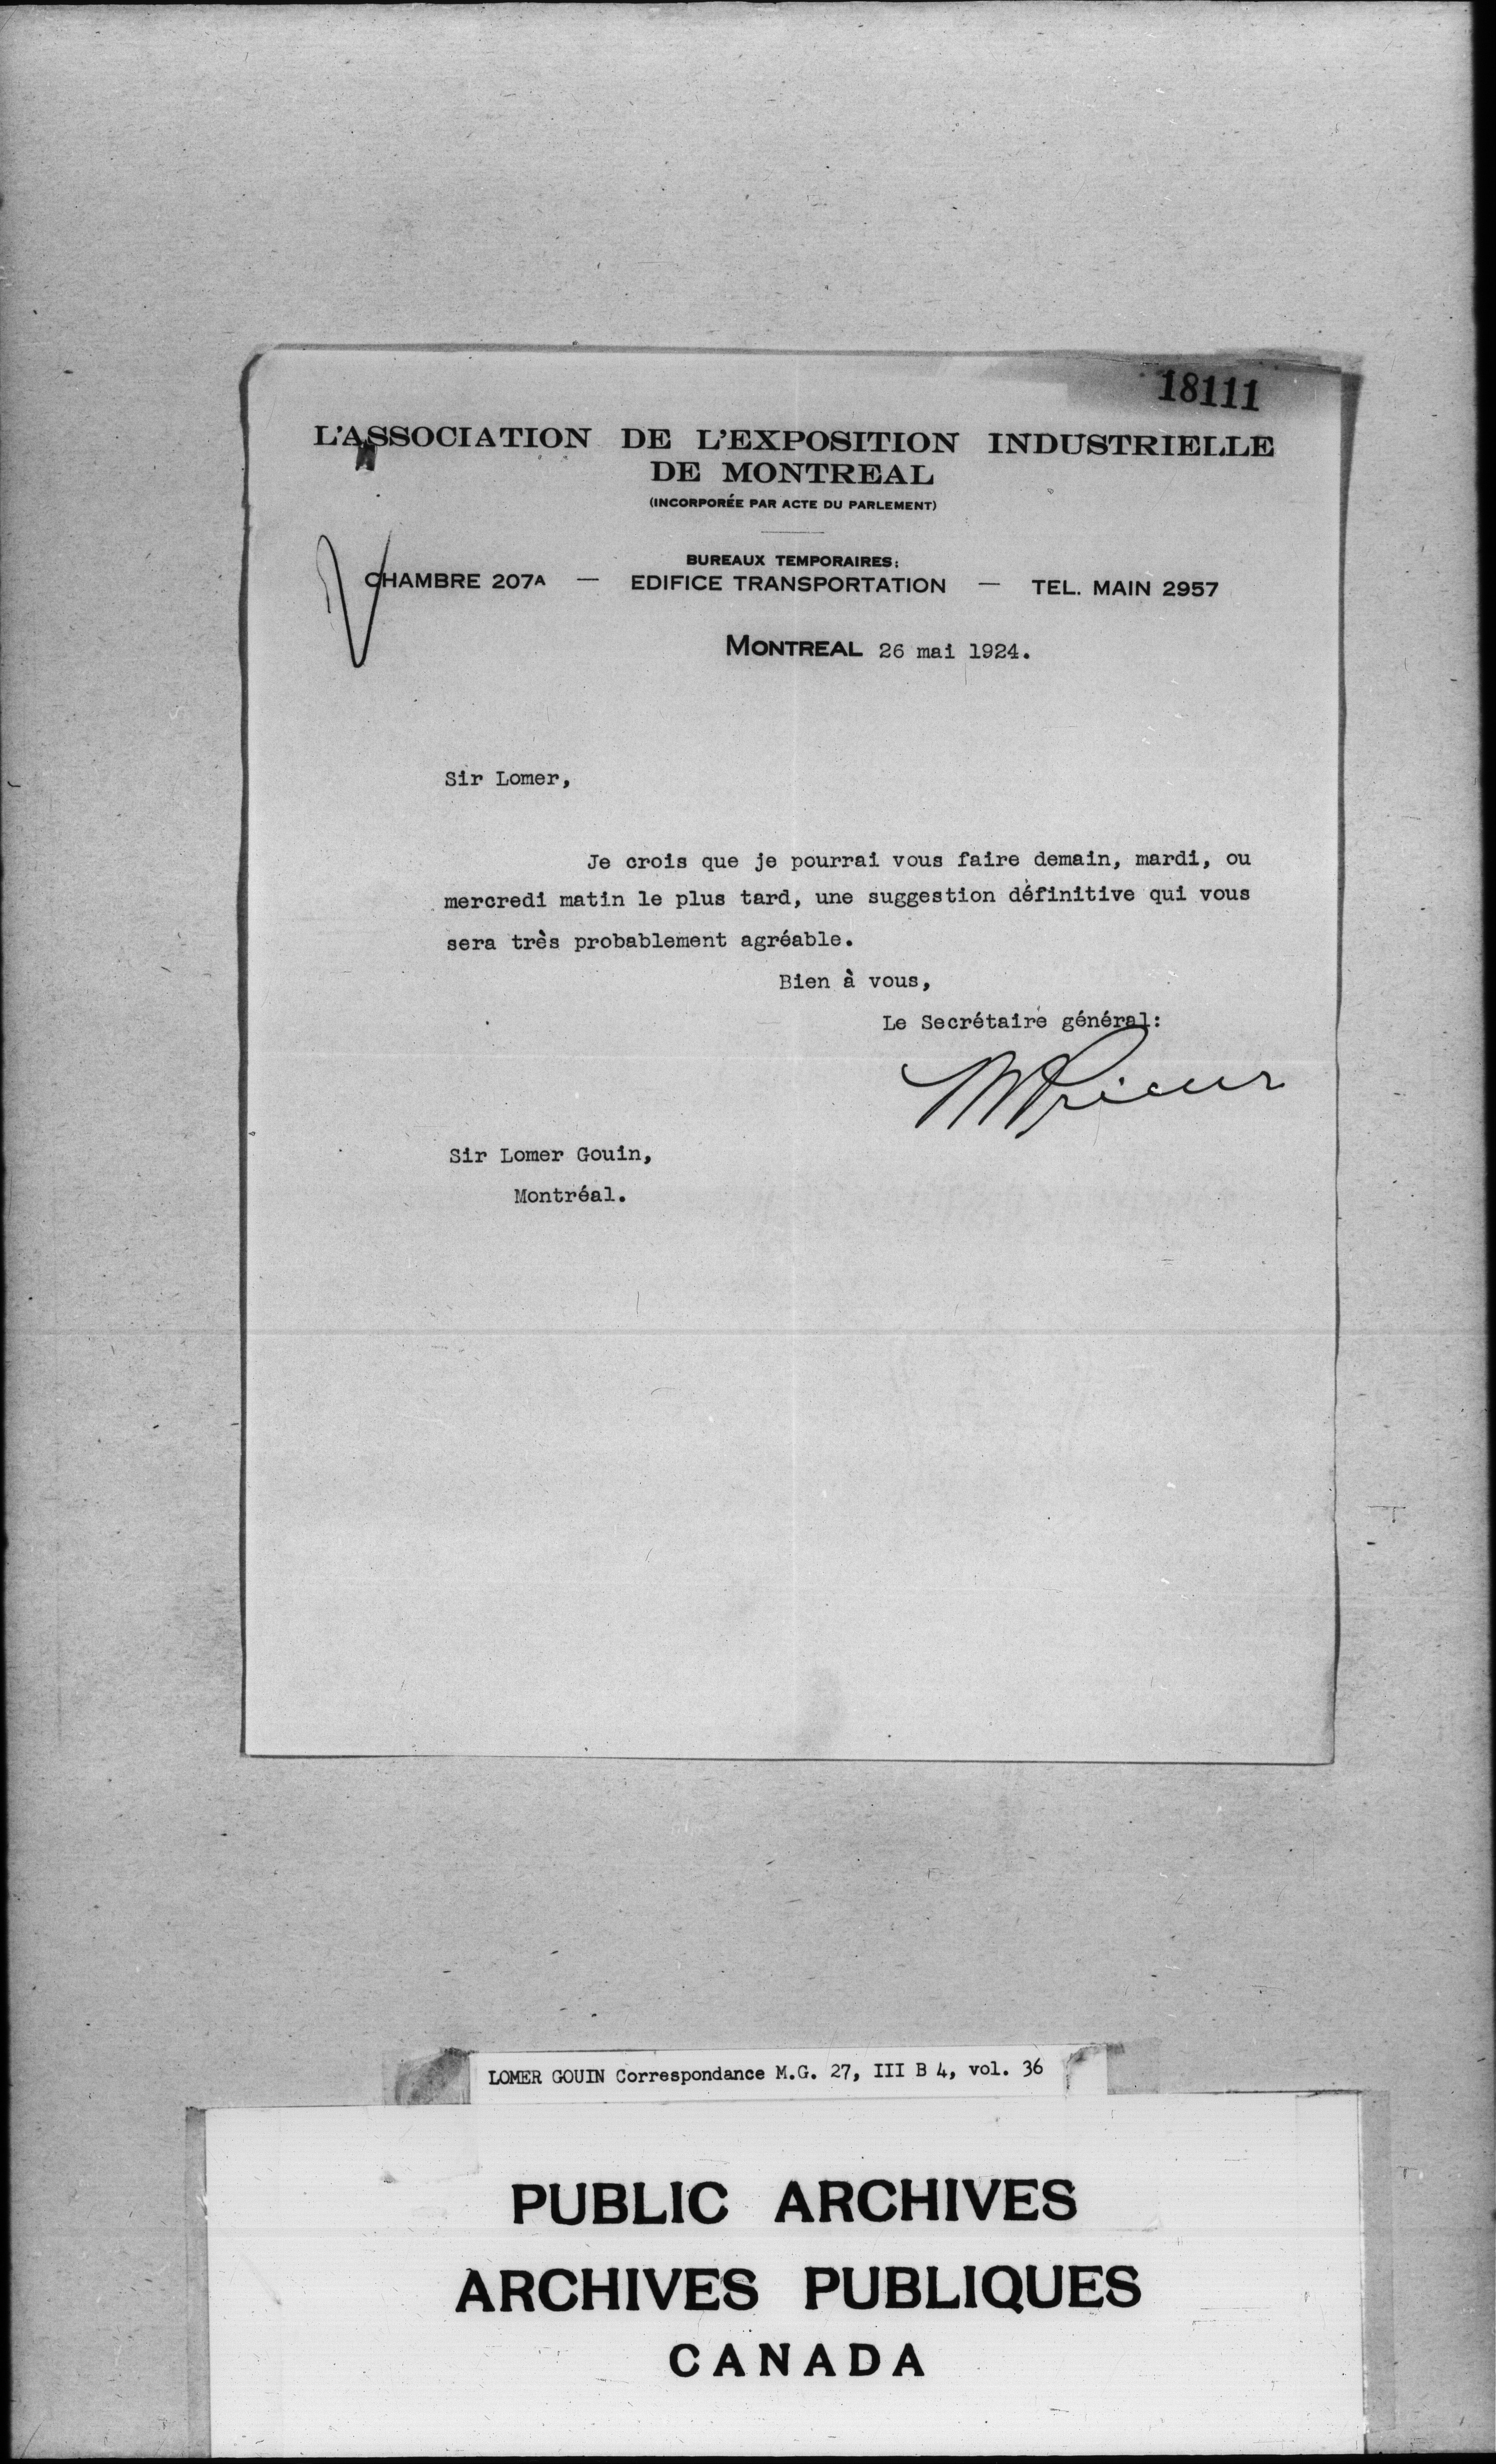 18111
L'ASSOCIATION DE L'EXPOSITION INDUSTRIELLE
DE MONTREAL
(INCORPORÉE PAR ACTE DU PARLEMENT)
BUREAUX TEMPORAIRES:
CHAMBRE 207A — EDIFICE TRANSPORTATION — TEL. MAIN 2957
MONTREAL 26 mai 1924.
Sir Lomer,
Je crois que je pourrai vous faire demain, mardi, ou
mercredi matin le plus tard, une suggestion définitive qui vous
sera très probablement agréable.
Bien à vous,
Le Secrétaire général:
M Prieur
Sir Lomer Gouin,
Montréal.
LOMER GOUIN Correspondance M.G. 27, III B 4, vol. 36
PUBLIC ARCHIVES
ARCHIVES PUBLIQUES
CANADA